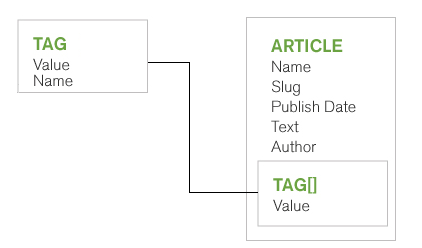 TAG
Value
Name
ARTICLE
Name
Slug
Publish Date
Text
Author
TAG[]
Value